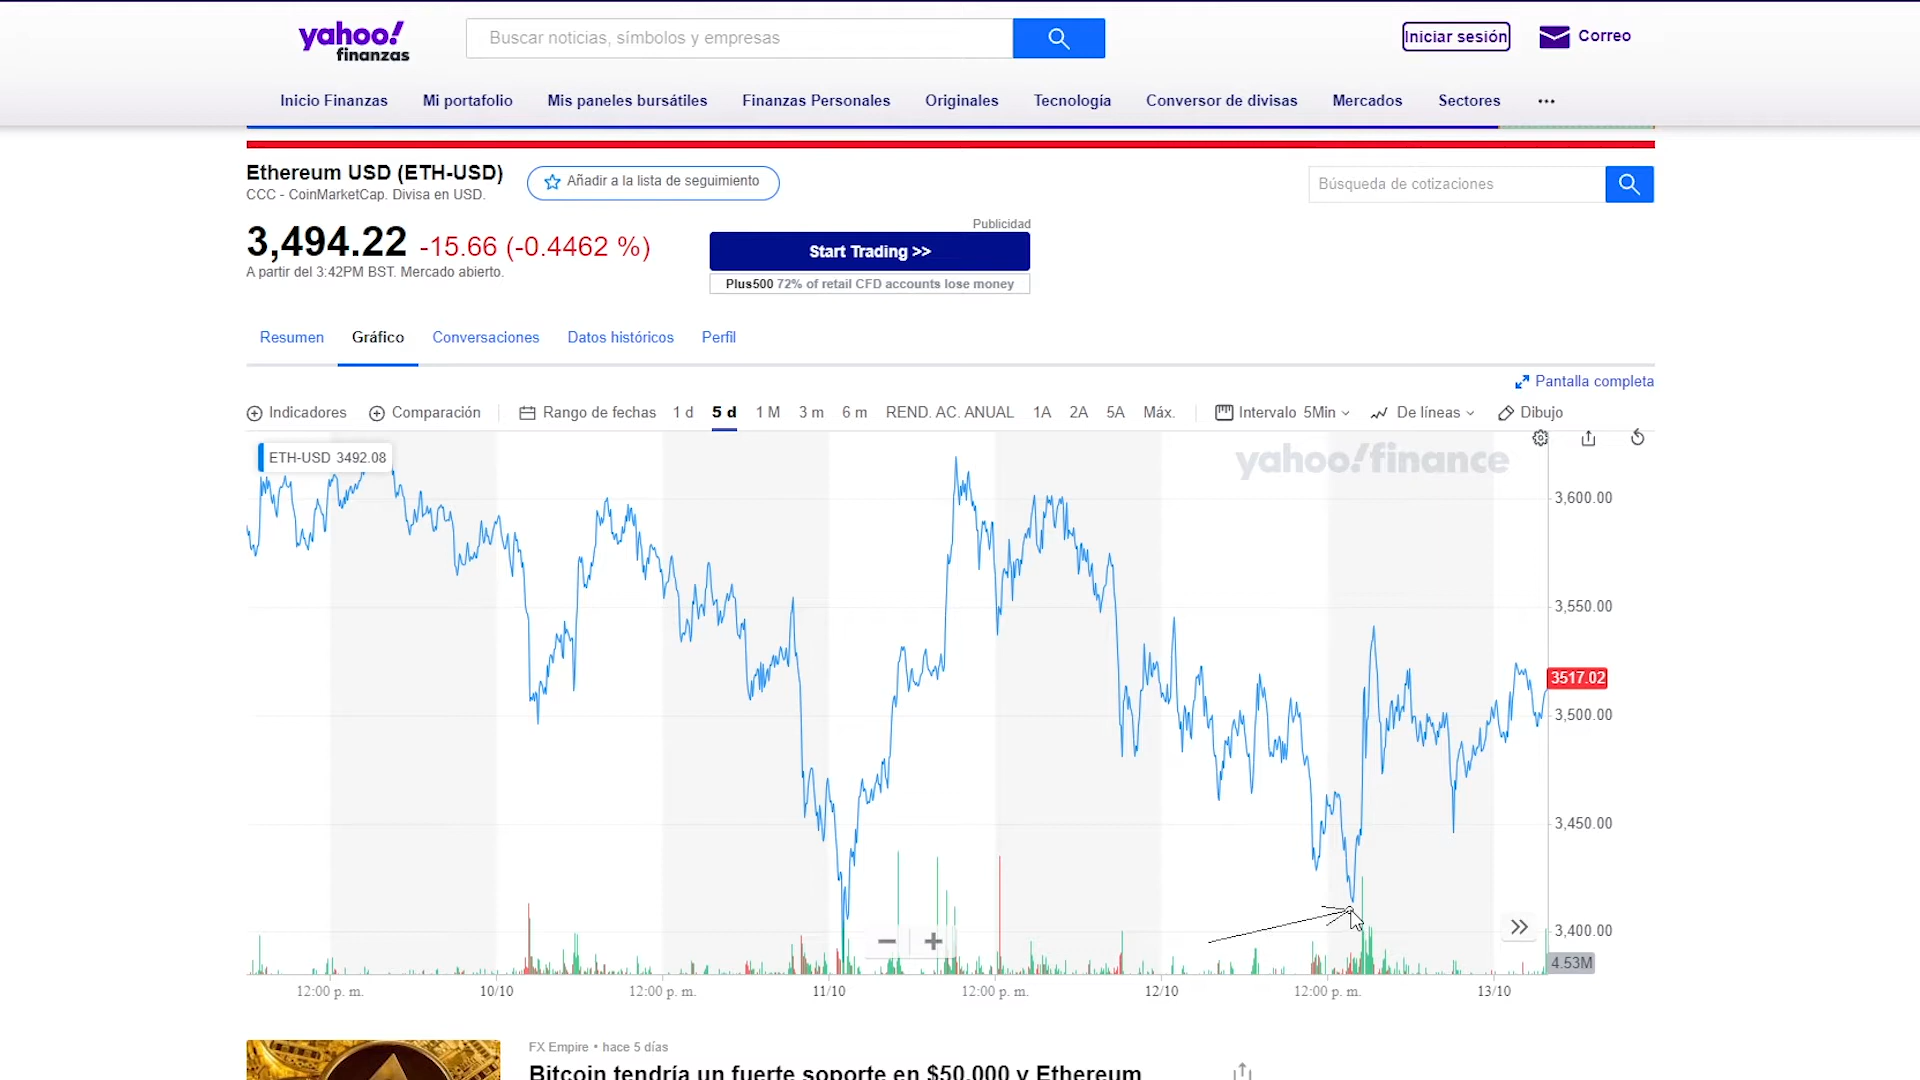 yahoo!
finanzas
Buscar noticias, símbolos y empresas
Iniciar sesión
Correo
Inicio Finanzas Mi portafolio Mis paneles bursátiles Finanzas Personales Originales Tecnología Conversor de divisas Mercados Sectores ...
Ethereum USD (ETH-USD)
CCC - CoinMarketCap. Divisa en USD.
Añadir a la lista de seguimiento
Búsqueda de cotizaciones
3,494.22 -15.66 (-0.4462 %)
A partir del 3:42PM BST. Mercado abierto.
Publicidad
Start Trading >>
Plus500 72% of retail CFD accounts lose money
Resumen Gráfico Conversaciones Datos históricos Perfil
Pantalla completa
Indicadores Comparación Rango de fechas 1 d 5 d 1 M 3 m 6 m REND. AC. ANUAL 1A 2A 5A Máx. Intervalo 5Min De líneas Dibujo
ETH-USD 3492.08
yahoo!finance
3,600.00
3,550.00
3517.02
3,500.00
3,450.00
3,400.00
4.53M
12:00 p. m. 10/10 12:00 p. m. 11/10 12:00 p. m. 12/10 12:00 p. m. 13/10
FX Empire • hace 5 días
Bitcoin tendría un fuerte soporte en $50.000 y Ethereum